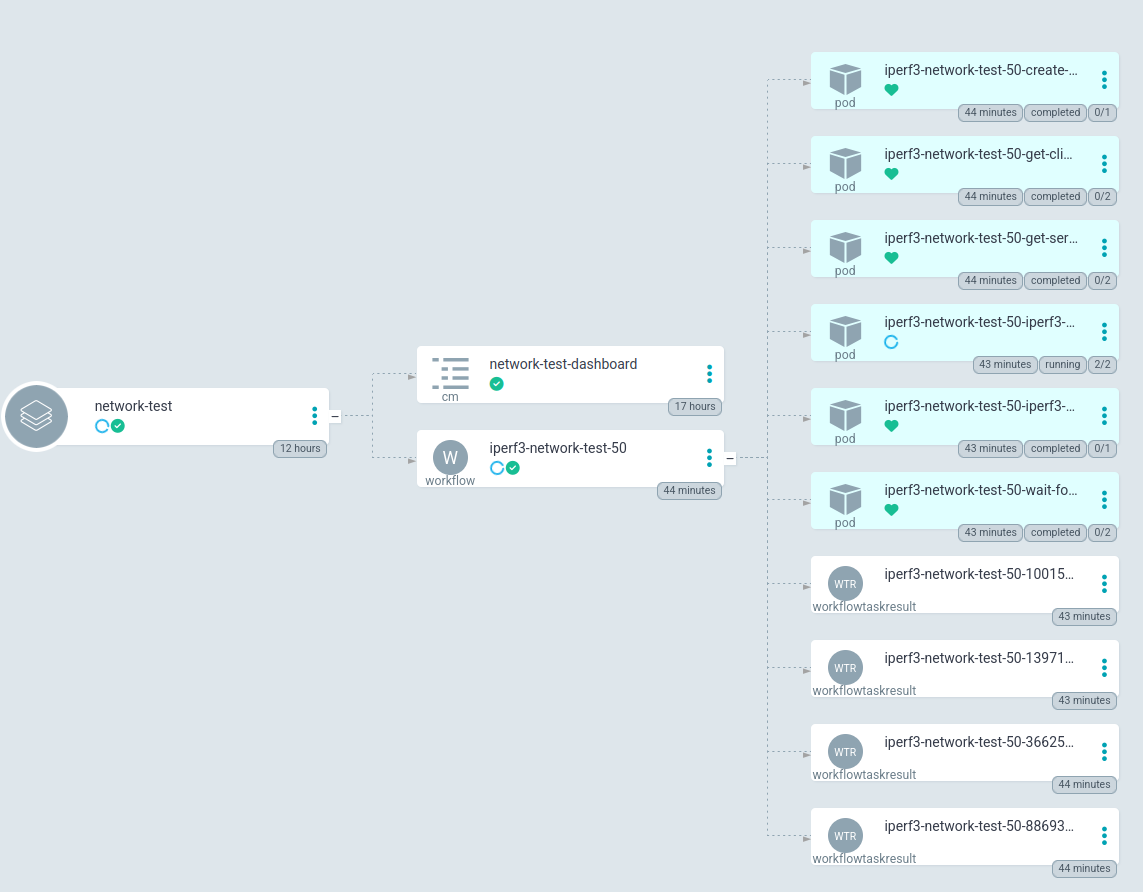 network-test
12 hours
network-test-dashboard
cm
17 hours
W
iperf3-network-test-50
workflow
44 minutes
iperf3-network-test-50-create-...
pod
44 minutes completed 0/1
iperf3-network-test-50-get-cli...
pod
44 minutes completed 0/2
iperf3-network-test-50-get-ser...
pod
44 minutes completed 0/2
iperf3-network-test-50-iperf3-...
pod
43 minutes running 2/2
iperf3-network-test-50-iperf3-...
pod
43 minutes completed 0/1
iperf3-network-test-50-wait-fo...
pod
43 minutes completed 0/2
WTR
iperf3-network-test-50-10015...
workflowtaskresult
43 minutes
WTR
iperf3-network-test-50-13971...
workflowtaskresult
43 minutes
WTR
iperf3-network-test-50-36625...
workflowtaskresult
44 minutes
WTR
iperf3-network-test-50-88693...
workflowtaskresult
44 minutes